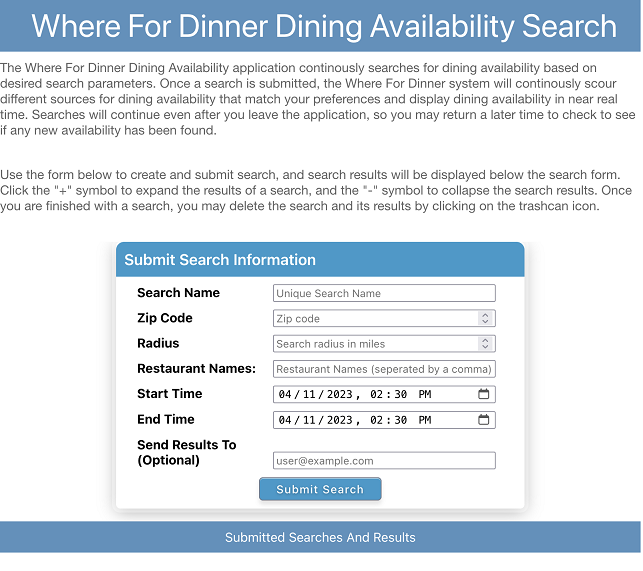 Where For Dinner Dining Availability Search
The Where For Dinner Dining Availability application continously searches for dining availability based on
desired search parameters. Once a search is submitted, the Where For Dinner system will continously scour
different sources for dining availability that match your preferences and display dining availability in near real
time. Searches will continue even after you leave the application, so you may return a later time to check to see
if any new availability has been found.
Use the form below to create and submit search, and search results will be displayed below the search form.
Click the "+" symbol to expand the results of a search, and the "-" symbol to collapse the search results. Once
you are finished with a search, you may delete the search and its results by clicking on the trashcan icon.
Submit Search Information
Search Name Unique Search Name
Zip Code Zip code
Radius Search radius in miles
Restaurant Names: Restaurant Names (seperated by a comma)
Start Time 04/11/2023, 02:30 PM
End Time 04/11/2023, 02:30 PM
Send Results To
(Optional) user@example.com
Submit Search
Submitted Searches And Results